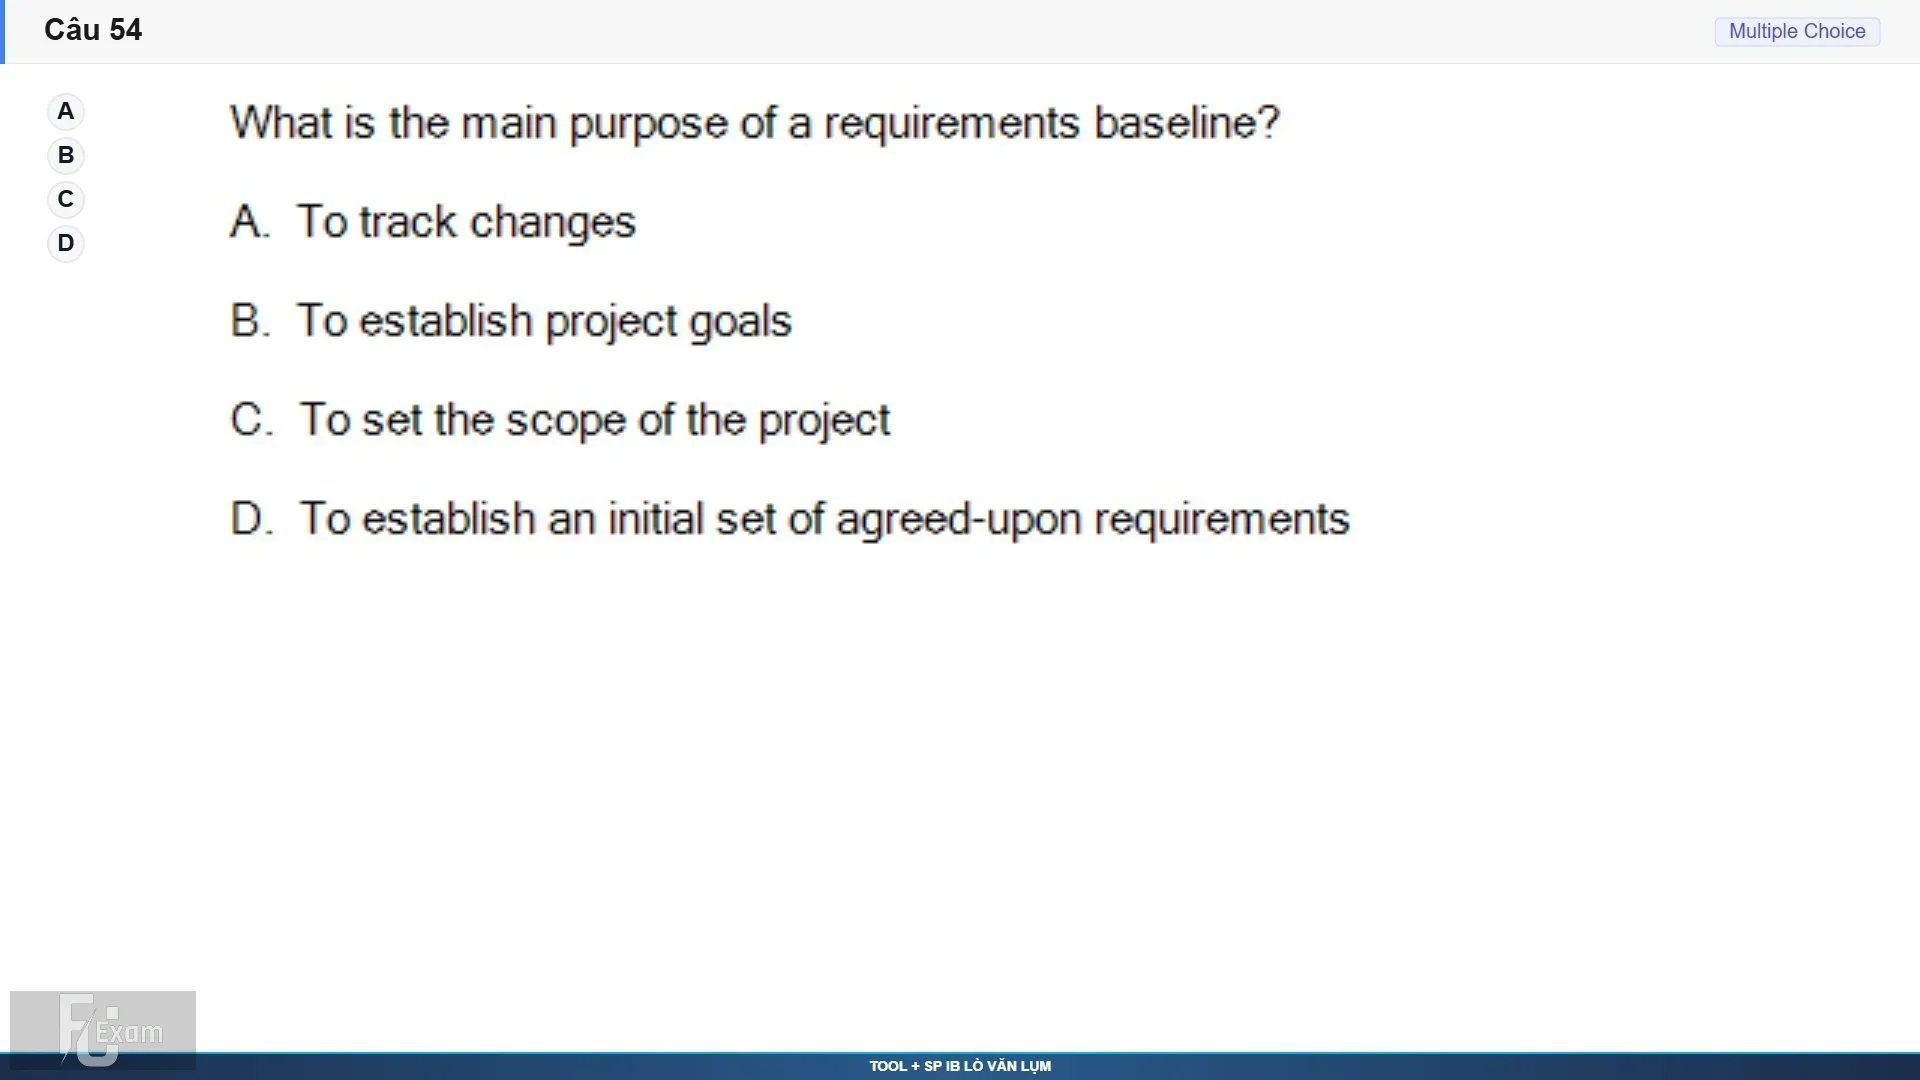 Câu 54
Multiple Choice
A
B
C
D
What is the main purpose of a requirements baseline?
A. To track changes
B. To establish project goals
C. To set the scope of the project
D. To establish an initial set of agreed-upon requirements
FU Exam
TOOL + SP IB LÒ VĂN LỤM